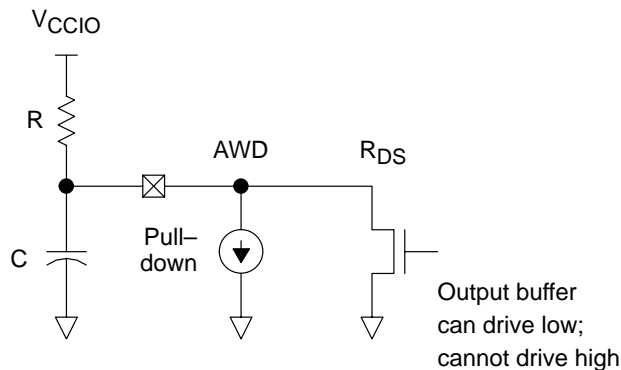 VCCIO
R
AWD
RDS
Pull–
down
C
Output buffer
can drive low;
cannot drive high